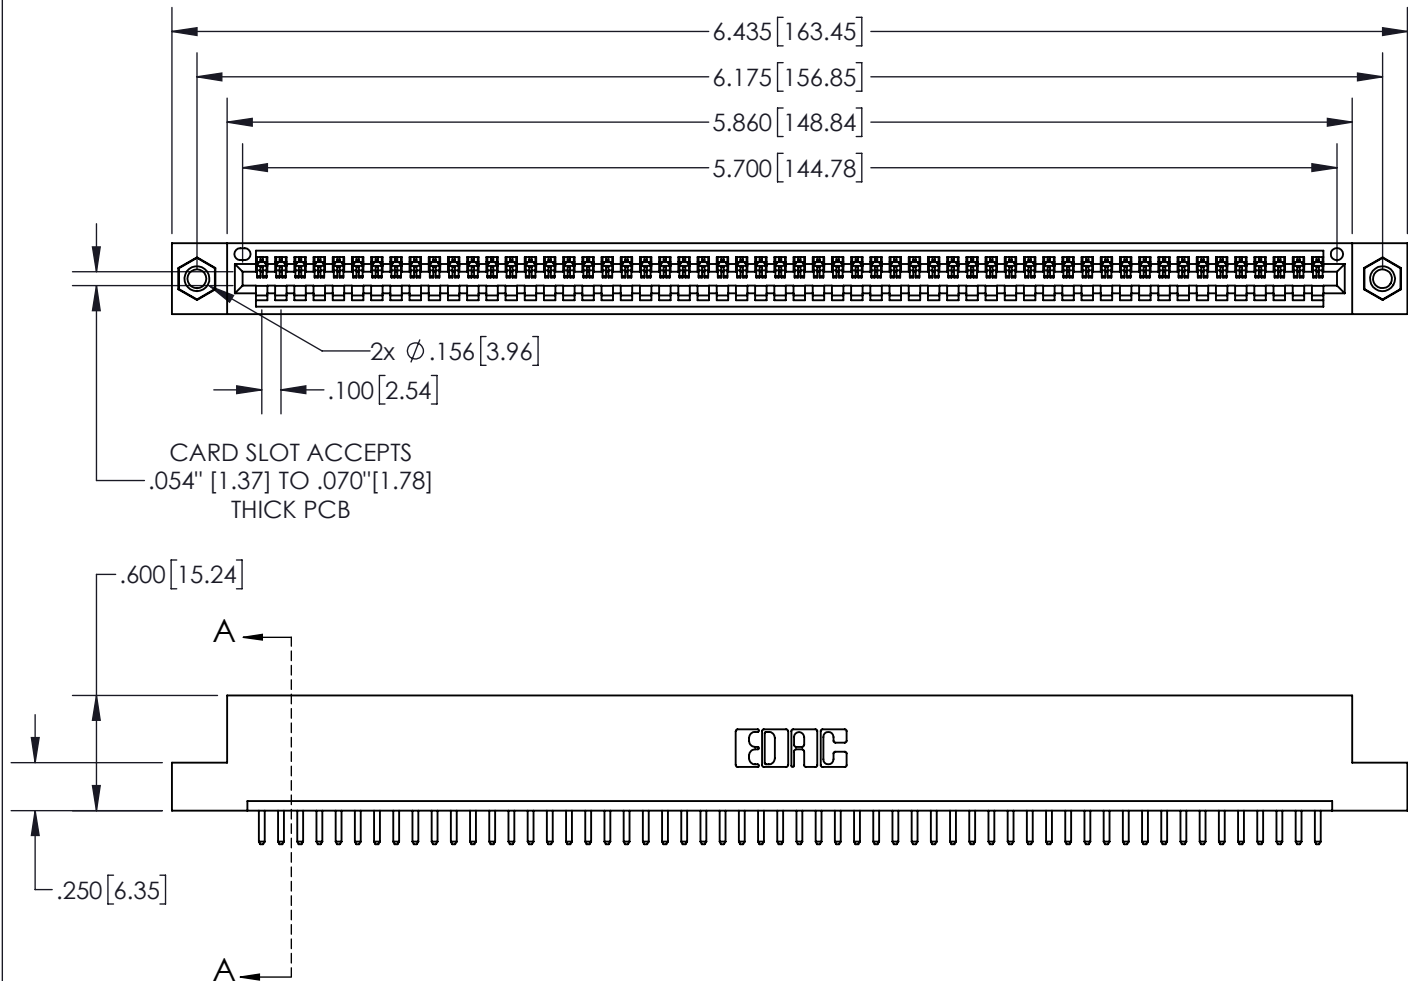 6.435[163.45]
6.175[156.85]
5.860[148.84]
5.700[144.78]
2x Ø.156[3.96]
.100[2.54]
CARD SLOT ACCEPTS
.054" [1.37] TO .070"[1.78]
THICK PCB
.600[15.24]
A
EDAC
.250[6.35]
A